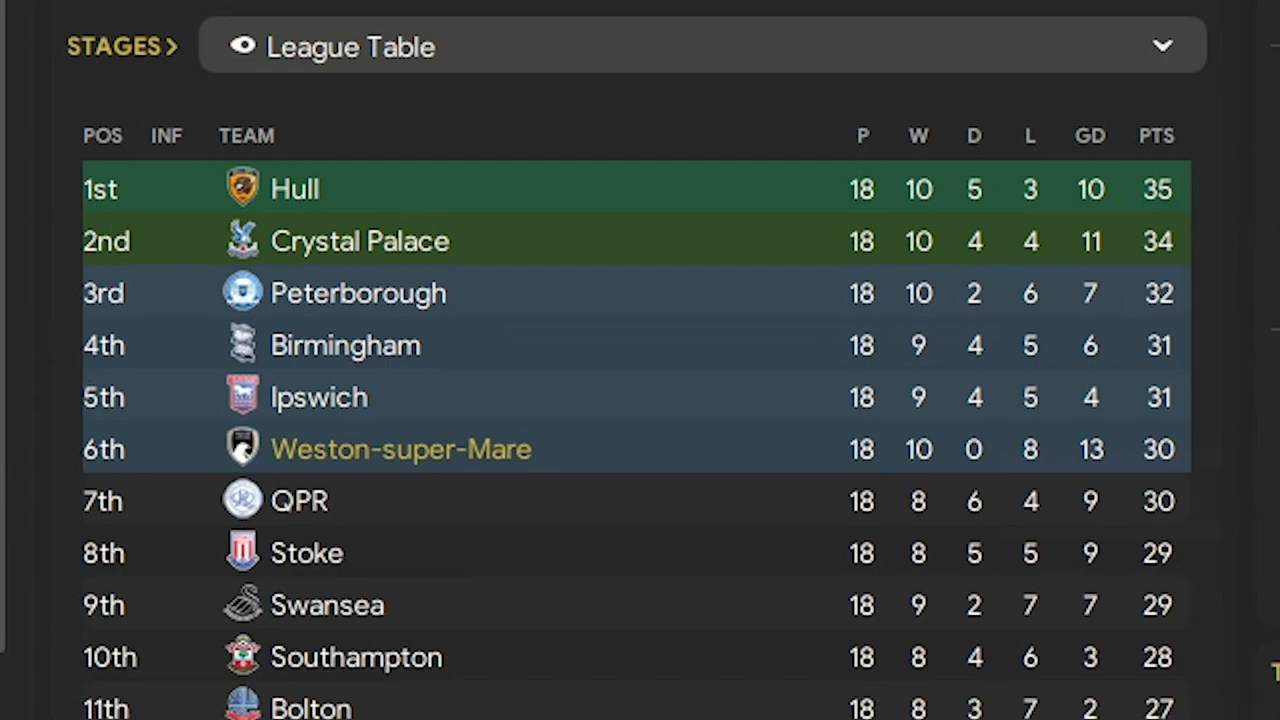 STAGES> League Table
POS INF TEAM P W D L GD PTS
1st Hull 18 10 5 3 10 35
2nd Crystal Palace 18 10 4 4 11 34
3rd Peterborough 18 10 2 6 7 32
4th Birmingham 18 9 4 5 6 31
5th Ipswich 18 9 4 5 4 31
6th Weston-super-Mare 18 10 0 8 13 30
7th QPR 18 8 6 4 9 30
8th Stoke 18 8 5 5 9 29
9th Swansea 18 9 2 7 7 29
10th Southampton 18 8 4 6 3 28
11th Bolton 18 8 3 7 2 27